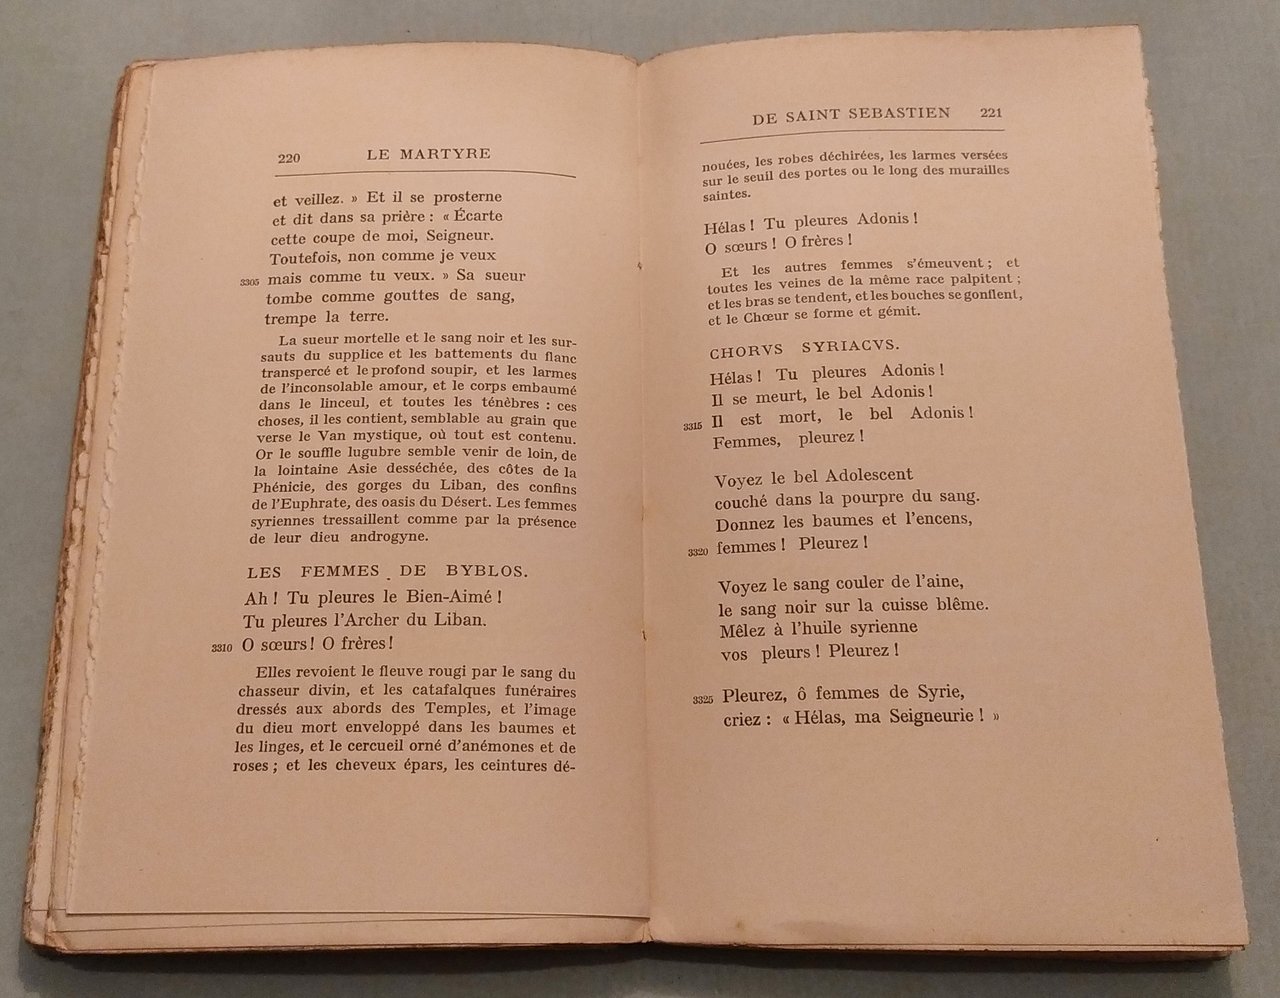 220 LE MARTYRE
et veillez. » Et il se prosterne
et dit dans sa prière : « Écarte
cette coupe de moi, Seigneur.
Toutefois, non comme je veux
3305 mais comme tu veux. » Sa sueur
tombe comme gouttes de sang,
trempe la terre.
La sueur mortelle et le sang noir et les sur-
sauts du supplice et les battements du flanc
transpercé et le profond soupir, et les larmes
de l'inconsolable amour, et le corps embaumé
dans le linceul, et toutes les ténèbres : ces
choses, il les contient, semblable au grain que
verse le Van mystique, où tout est contenu.
Or le souffle lugubre semble venir de loin, de
la lointaine Asie desséchée, des côtes de la
Phénicie, des gorges du Liban, des confins
de l'Euphrate, des oasis du Désert. Les femmes
syriennes tressaillent comme par la présence
de leur dieu androgyne.
LES FEMMES DE BYBLOS.
Ah ! Tu pleures le Bien-Aimé !
Tu pleures l'Archer du Liban.
3310 O sœurs ! O frères !
Elles revoient le fleuve rougi par le sang du
chasseur divin, et les catafalques funéraires
dressés aux abords des Temples, et l'image
du dieu mort enveloppé dans les baumes et
les linges, et le cercueil orné d'anémones et de
roses ; et les cheveux épars, les ceintures dé-
DE SAINT SEBASTIEN 221
nouées, les robes déchirées, les larmes versées
sur le seuil des portes ou le long des murailles
saintes.
Hélas ! Tu pleures Adonis !
O sœurs ! O frères !
Et les autres femmes s'émeuvent ; et
toutes les veines de la même race palpitent ;
et les bras se tendent, et les bouches se gonflent,
et le Chœur se forme et gémit.
CHORVS SYRIACVS.
Hélas ! Tu pleures Adonis !
Il se meurt, le bel Adonis !
3315 Il est mort, le bel Adonis !
Femmes, pleurez !
Voyez le bel Adolescent
couché dans la pourpre du sang.
Donnez les baumes et l'encens,
3320 femmes ! Pleurez !
Voyez le sang couler de l'aine,
le sang noir sur la cuisse blême.
Mêlez à l'huile syrienne
vos pleurs ! Pleurez !
3325 Pleurez, ô femmes de Syrie,
criez : « Hélas, ma Seigneurie ! »